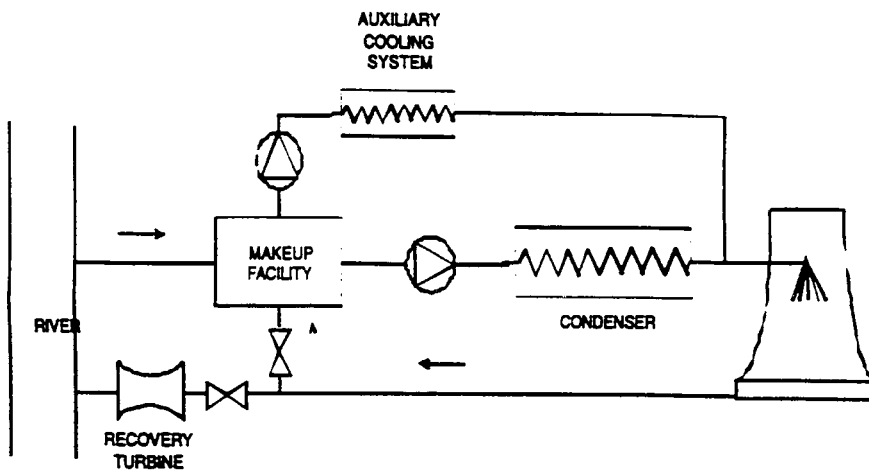 AUXILIARY
COOLING
SYSTEM
MAKEUP
FACILITY
A
RIVER
CONDENSER
RECOVERY
TURBINE